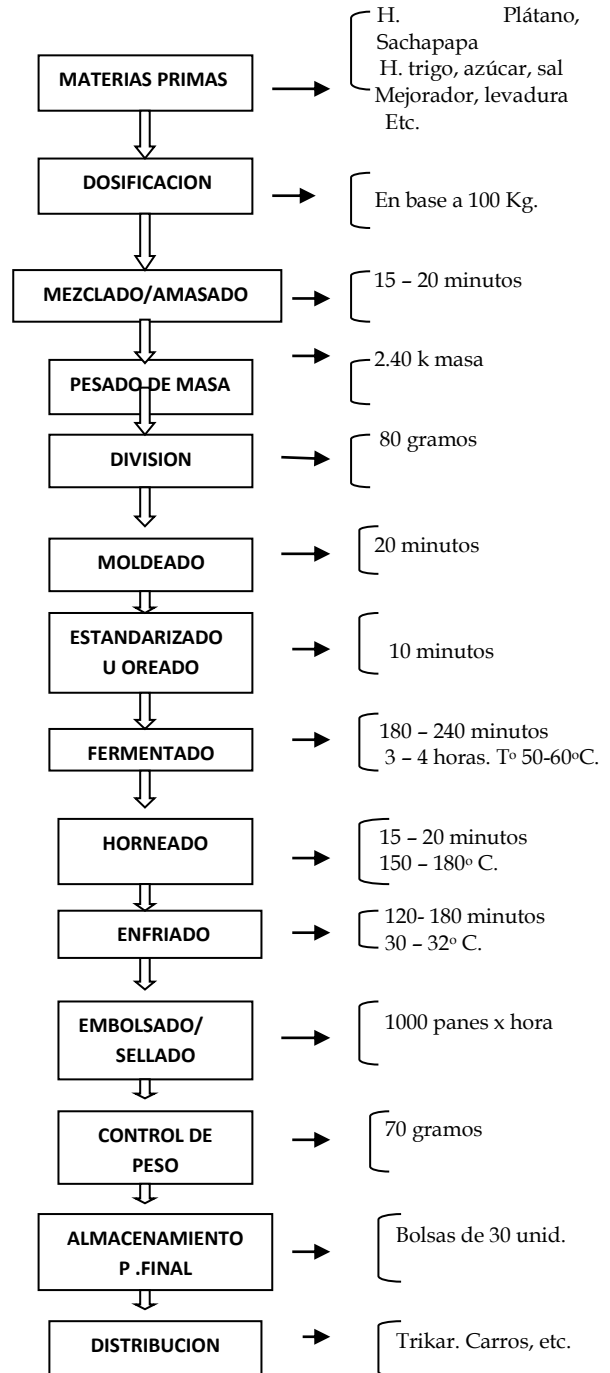 MATERIAS PRIMAS
H. Plátano,
Sachapapa
H. trigo, azúcar, sal
Mejorador, levadura
Etc.
DOSIFICACION
En base a 100 Kg.
MEZCLADO/AMASADO
15 – 20 minutos
PESADO DE MASA
2.40 k masa
DIVISION
80 gramos
MOLDEADO
20 minutos
ESTANDARIZADO
U OREADO
10 minutos
FERMENTADO
180 – 240 minutos
3 – 4 horas. Tº 50-60ºC.
HORNEADO
15 – 20 minutos
150 – 180º C.
ENFRIADO
120- 180 minutos
30 – 32º C.
EMBOLSADO/
SELLADO
1000 panes x hora
CONTROL DE
PESO
70 gramos
ALMACENAMIENTO
P .FINAL
Bolsas de 30 unid.
DISTRIBUCION
Trikar. Carros, etc.